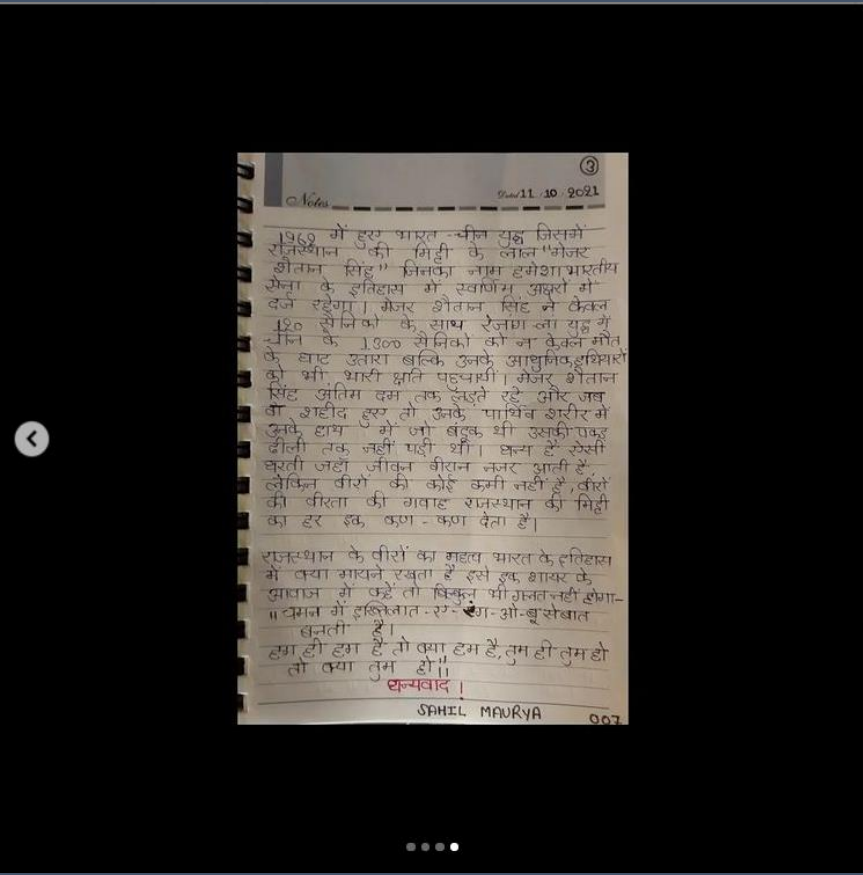 ③
Notes
Date 11.10.2021
1962 में हुए भारत-चीन युद्ध जिसमें
राजस्थान की मिट्टी के लाल "मेजर
शैतान सिंह" जिनका नाम हमेशा भारतीय
सेना के इतिहास में स्वर्णिम अक्षरों में
दर्ज रहेगा। मेजर शैतान सिंह ने केवल
120 सैनिकों के साथ रेजांग-ला युद्ध में
चीन के 1,300 सैनिकों को न केवल मौत
के घाट उतारा बल्कि उनके आधुनिक हथियारों
को भी भारी क्षति पहुचायी। मेजर शैतान
सिंह अंतिम दम तक लड़ते रहे और जब
वो शहीद हुए तो उनके पार्थिव शरीर में
उनके हाथ में जो बंदूक थी उसकी पकड़
ढीली तक नहीं पड़ी थी। धन्य है ऐसी
धरती जहाँ जीवन वीरान नजर आती है,
लेकिन वीरों की कोई कमी नहीं है, वीरों
की वीरता की गवाह राजस्थान की मिट्टी
का हर इक कण-कण देता है।
राजस्थान के वीरों का महत्व भारत के इतिहास
में क्या मायने रखता है इसे इक शायर के
आवाज में कहें तो बिल्कुल भी गलत नहीं होगा-
"चमन में इख्तिलात-ए-रंग-ओ-बू से बात
बनती है।
हम ही हम हैं तो क्या हम है, तुम ही तुम हो
तो क्या तुम हो"।।
धन्यवाद !
SAHIL MAURYA
007